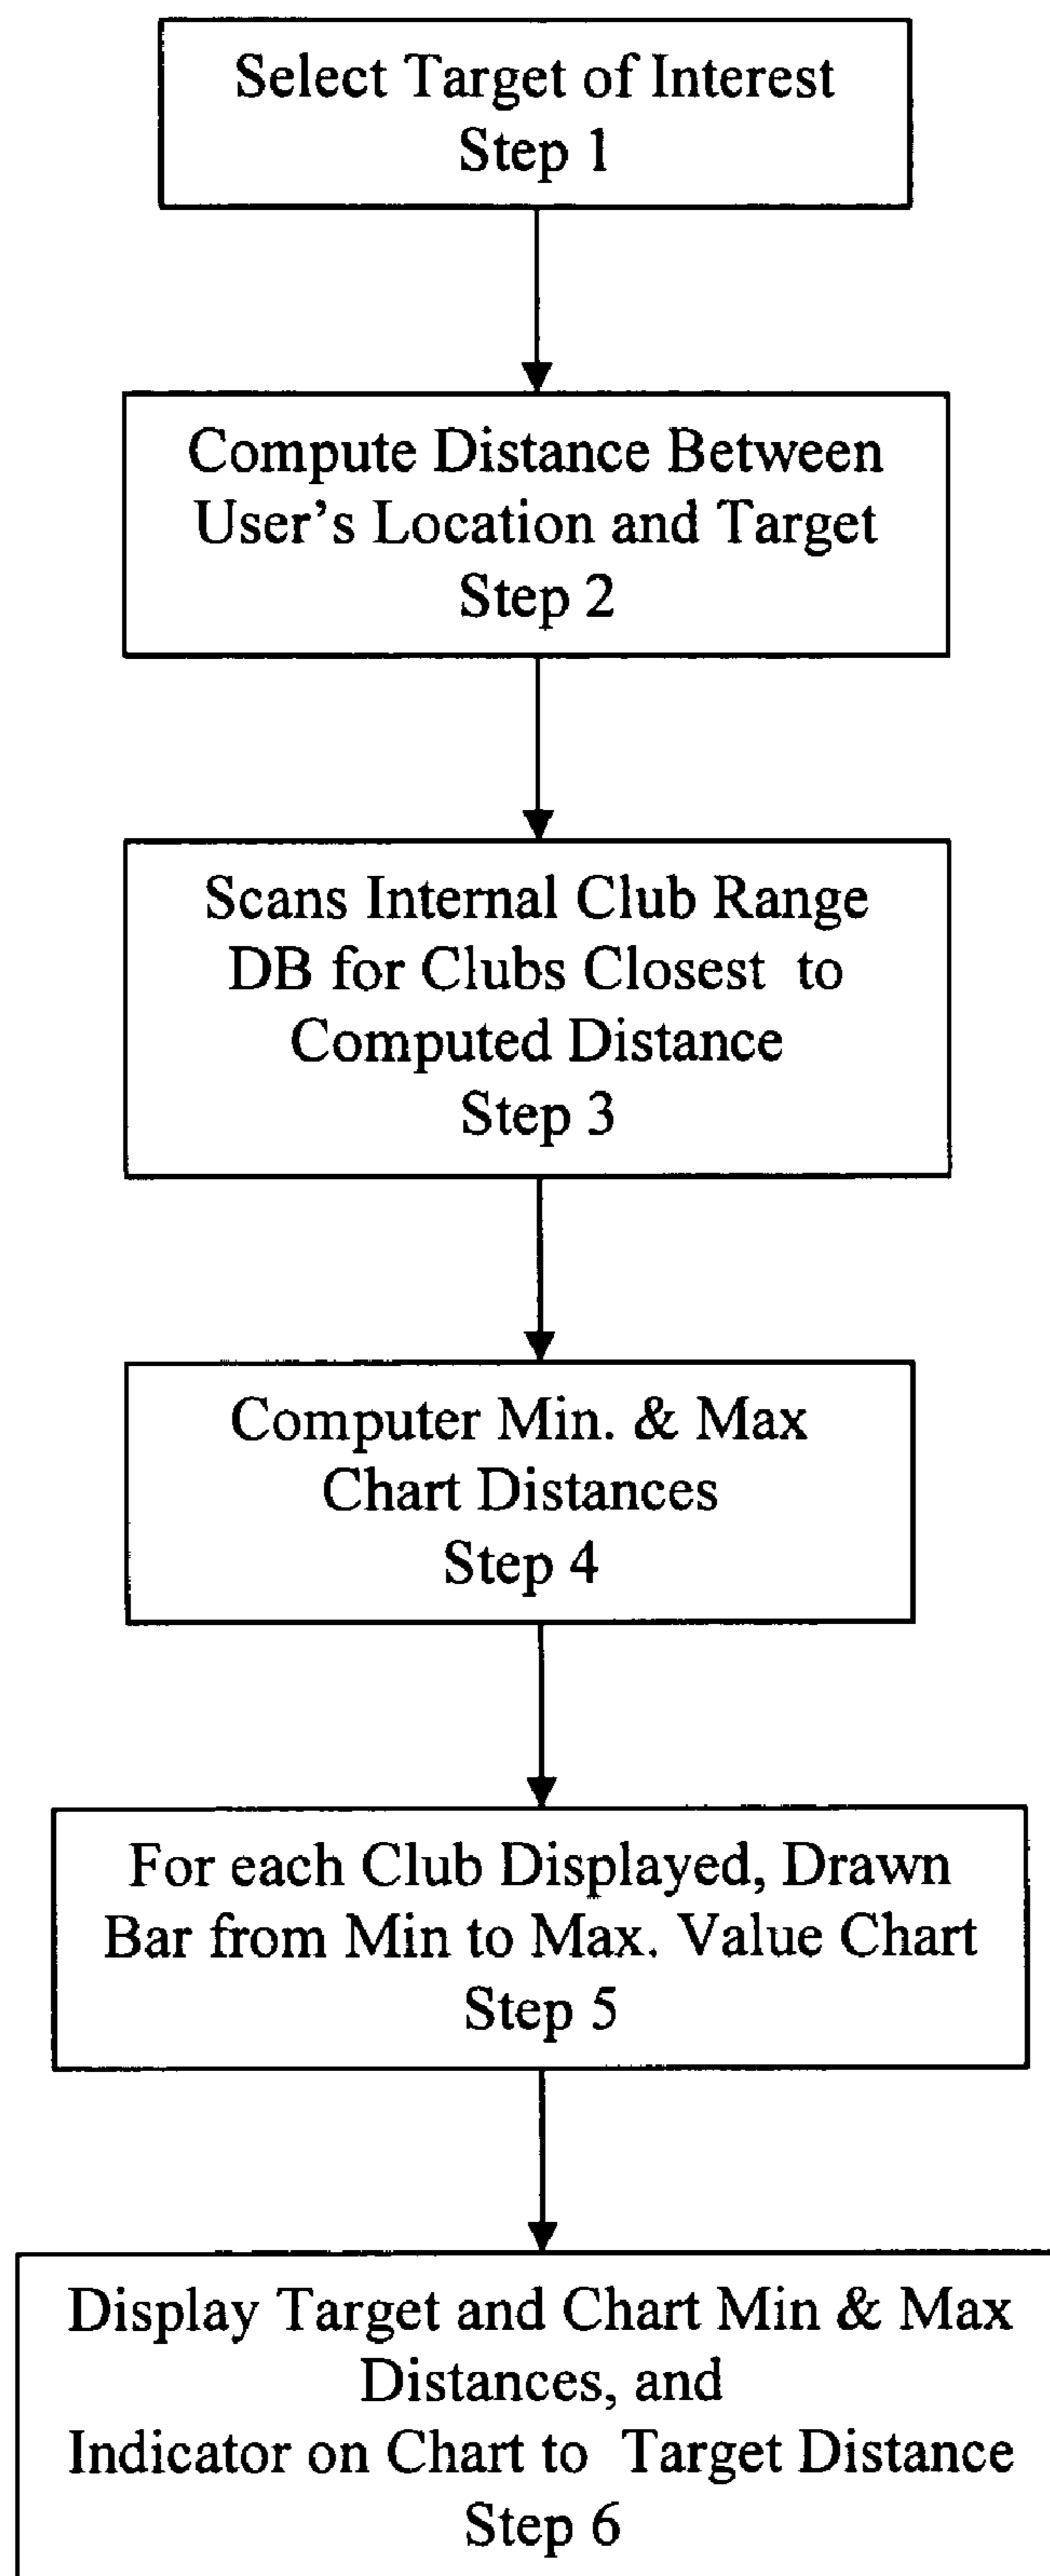 Select Target of Interest
Step 1
Compute Distance Between
User's Location and Target
Step 2
Scans Internal Club Range
DB for Clubs Closest to
Computed Distance
Step 3
Computer Min. & Max
Chart Distances
Step 4
For each Club Displayed, Drawn
Bar from Min to Max. Value Chart
Step 5
Display Target and Chart Min & Max
Distances, and
Indicator on Chart to Target Distance
Step 6